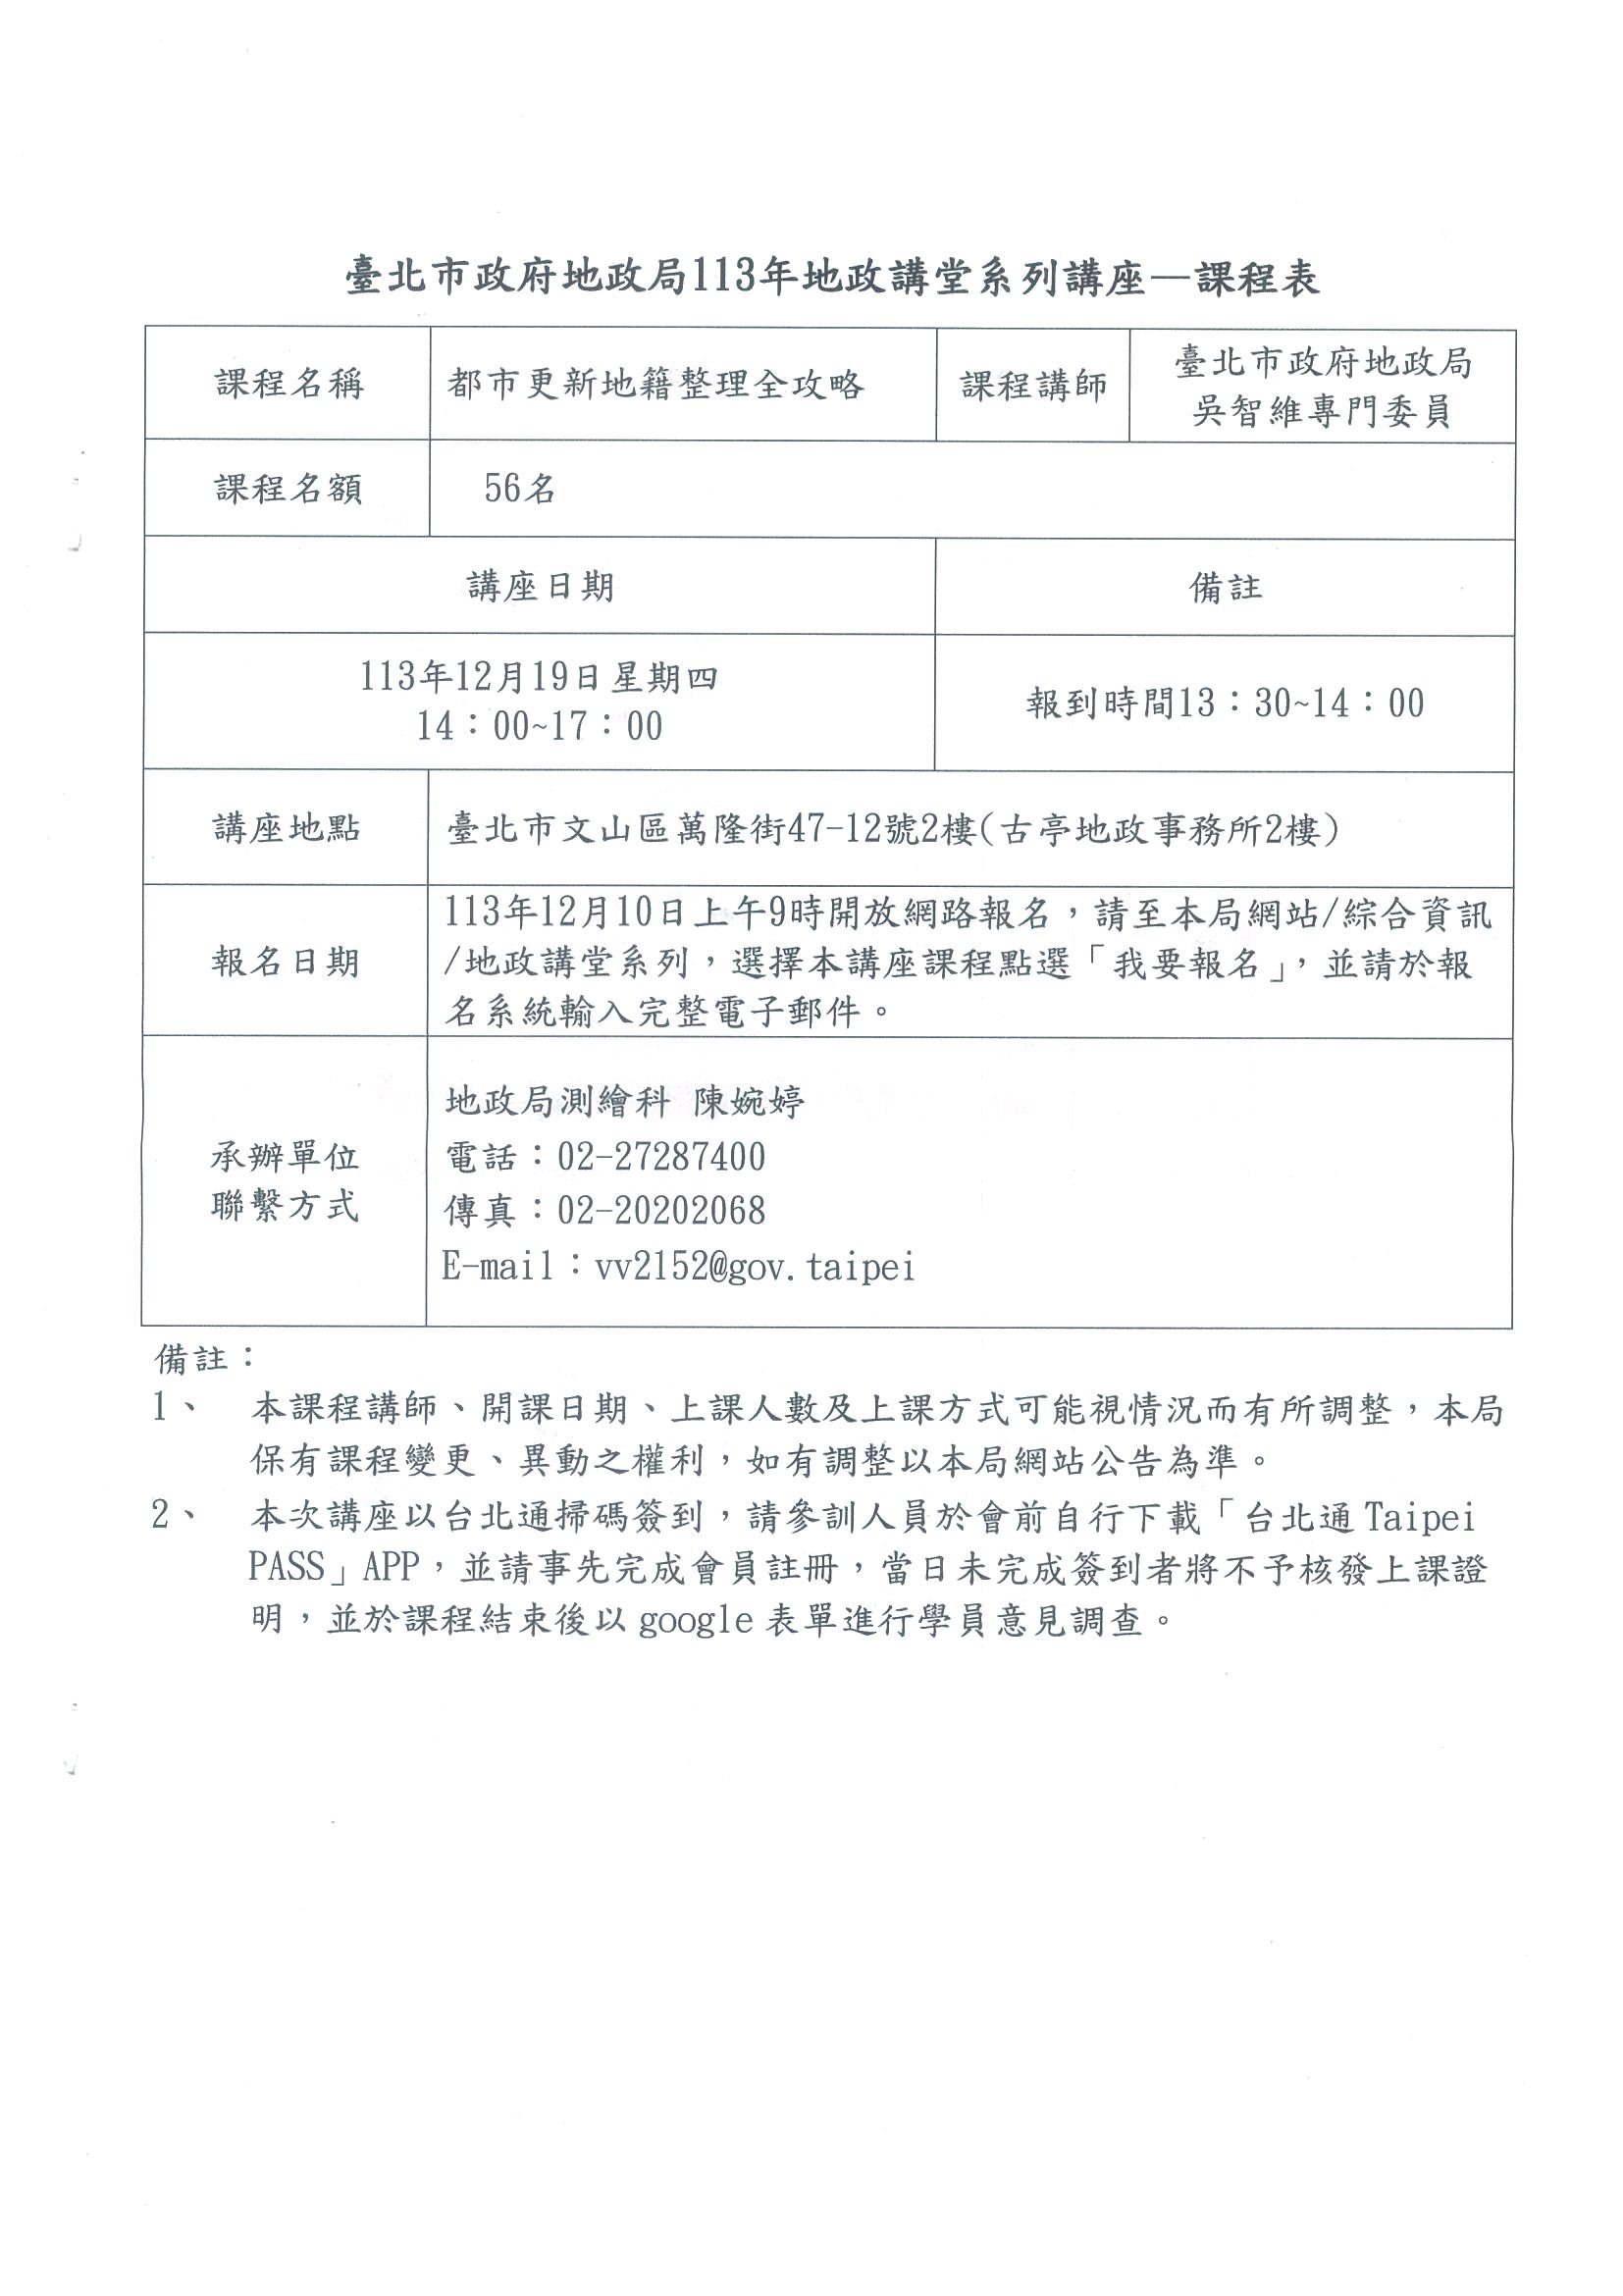 臺北市政府地政局113年地政講堂系列講座—課程表
課程名稱
都市更新地籍整理全攻略
課程講師
臺北市政府地政局
吳智維專門委員
課程名額
56名
講座日期
備註
113年12月19日星期四
14：00~17：00
報到時間13：30~14：00
講座地點
臺北市文山區萬隆街47-12號2樓(古亭地政事務所2樓)
報名日期
113年12月10日上午9時開放網路報名，請至本局網站/綜合資訊
/地政講堂系列，選擇本講座課程點選「我要報名」，並請於報
名系統輸入完整電子郵件。
承辦單位
聯繫方式
地政局測繪科 陳婉婷
電話：02-27287400
傳真：02-20202068
E-mail：vv2152@gov.taipei
備註：
1、 本課程講師、開課日期、上課人數及上課方式可能視情況而有所調整，本局
保有課程變更、異動之權利，如有調整以本局網站公告為準。
2、 本次講座以台北通掃碼簽到，請參訓人員於會前自行下載「台北通 Taipei
PASS」APP，並請事先完成會員註冊，當日未完成簽到者將不予核發上課證
明，並於課程結束後以 google 表單進行學員意見調查。